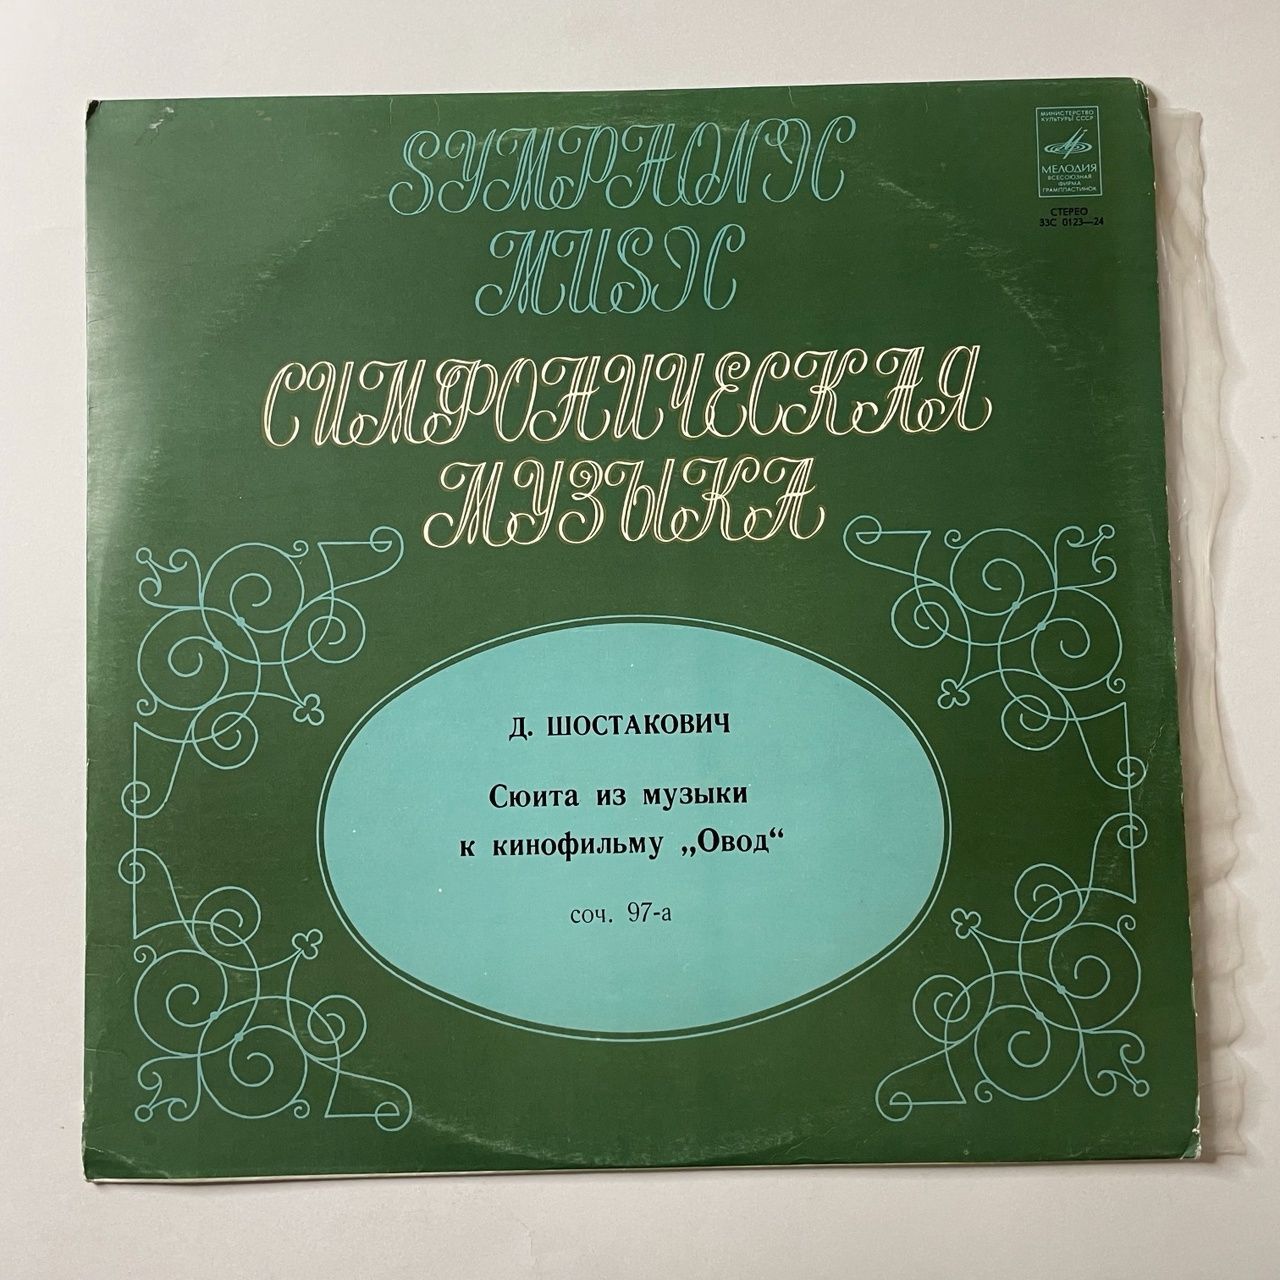 SYMPHONIC
MUSIC
МИНИСТЕРСТВО
КУЛЬТУРЫ СССР
МЕЛОДИЯ
ВСЕСОЮЗНАЯ
ФИРМА
ГРАМПЛАСТИНОК
СТЕРЕО
33С 0123—24
СИМФОНИЧЕСКАЯ
МУЗЫКА
Д. ШОСТАКОВИЧ
Сюита из музыки
к кинофильму „Овод“
соч. 97-а